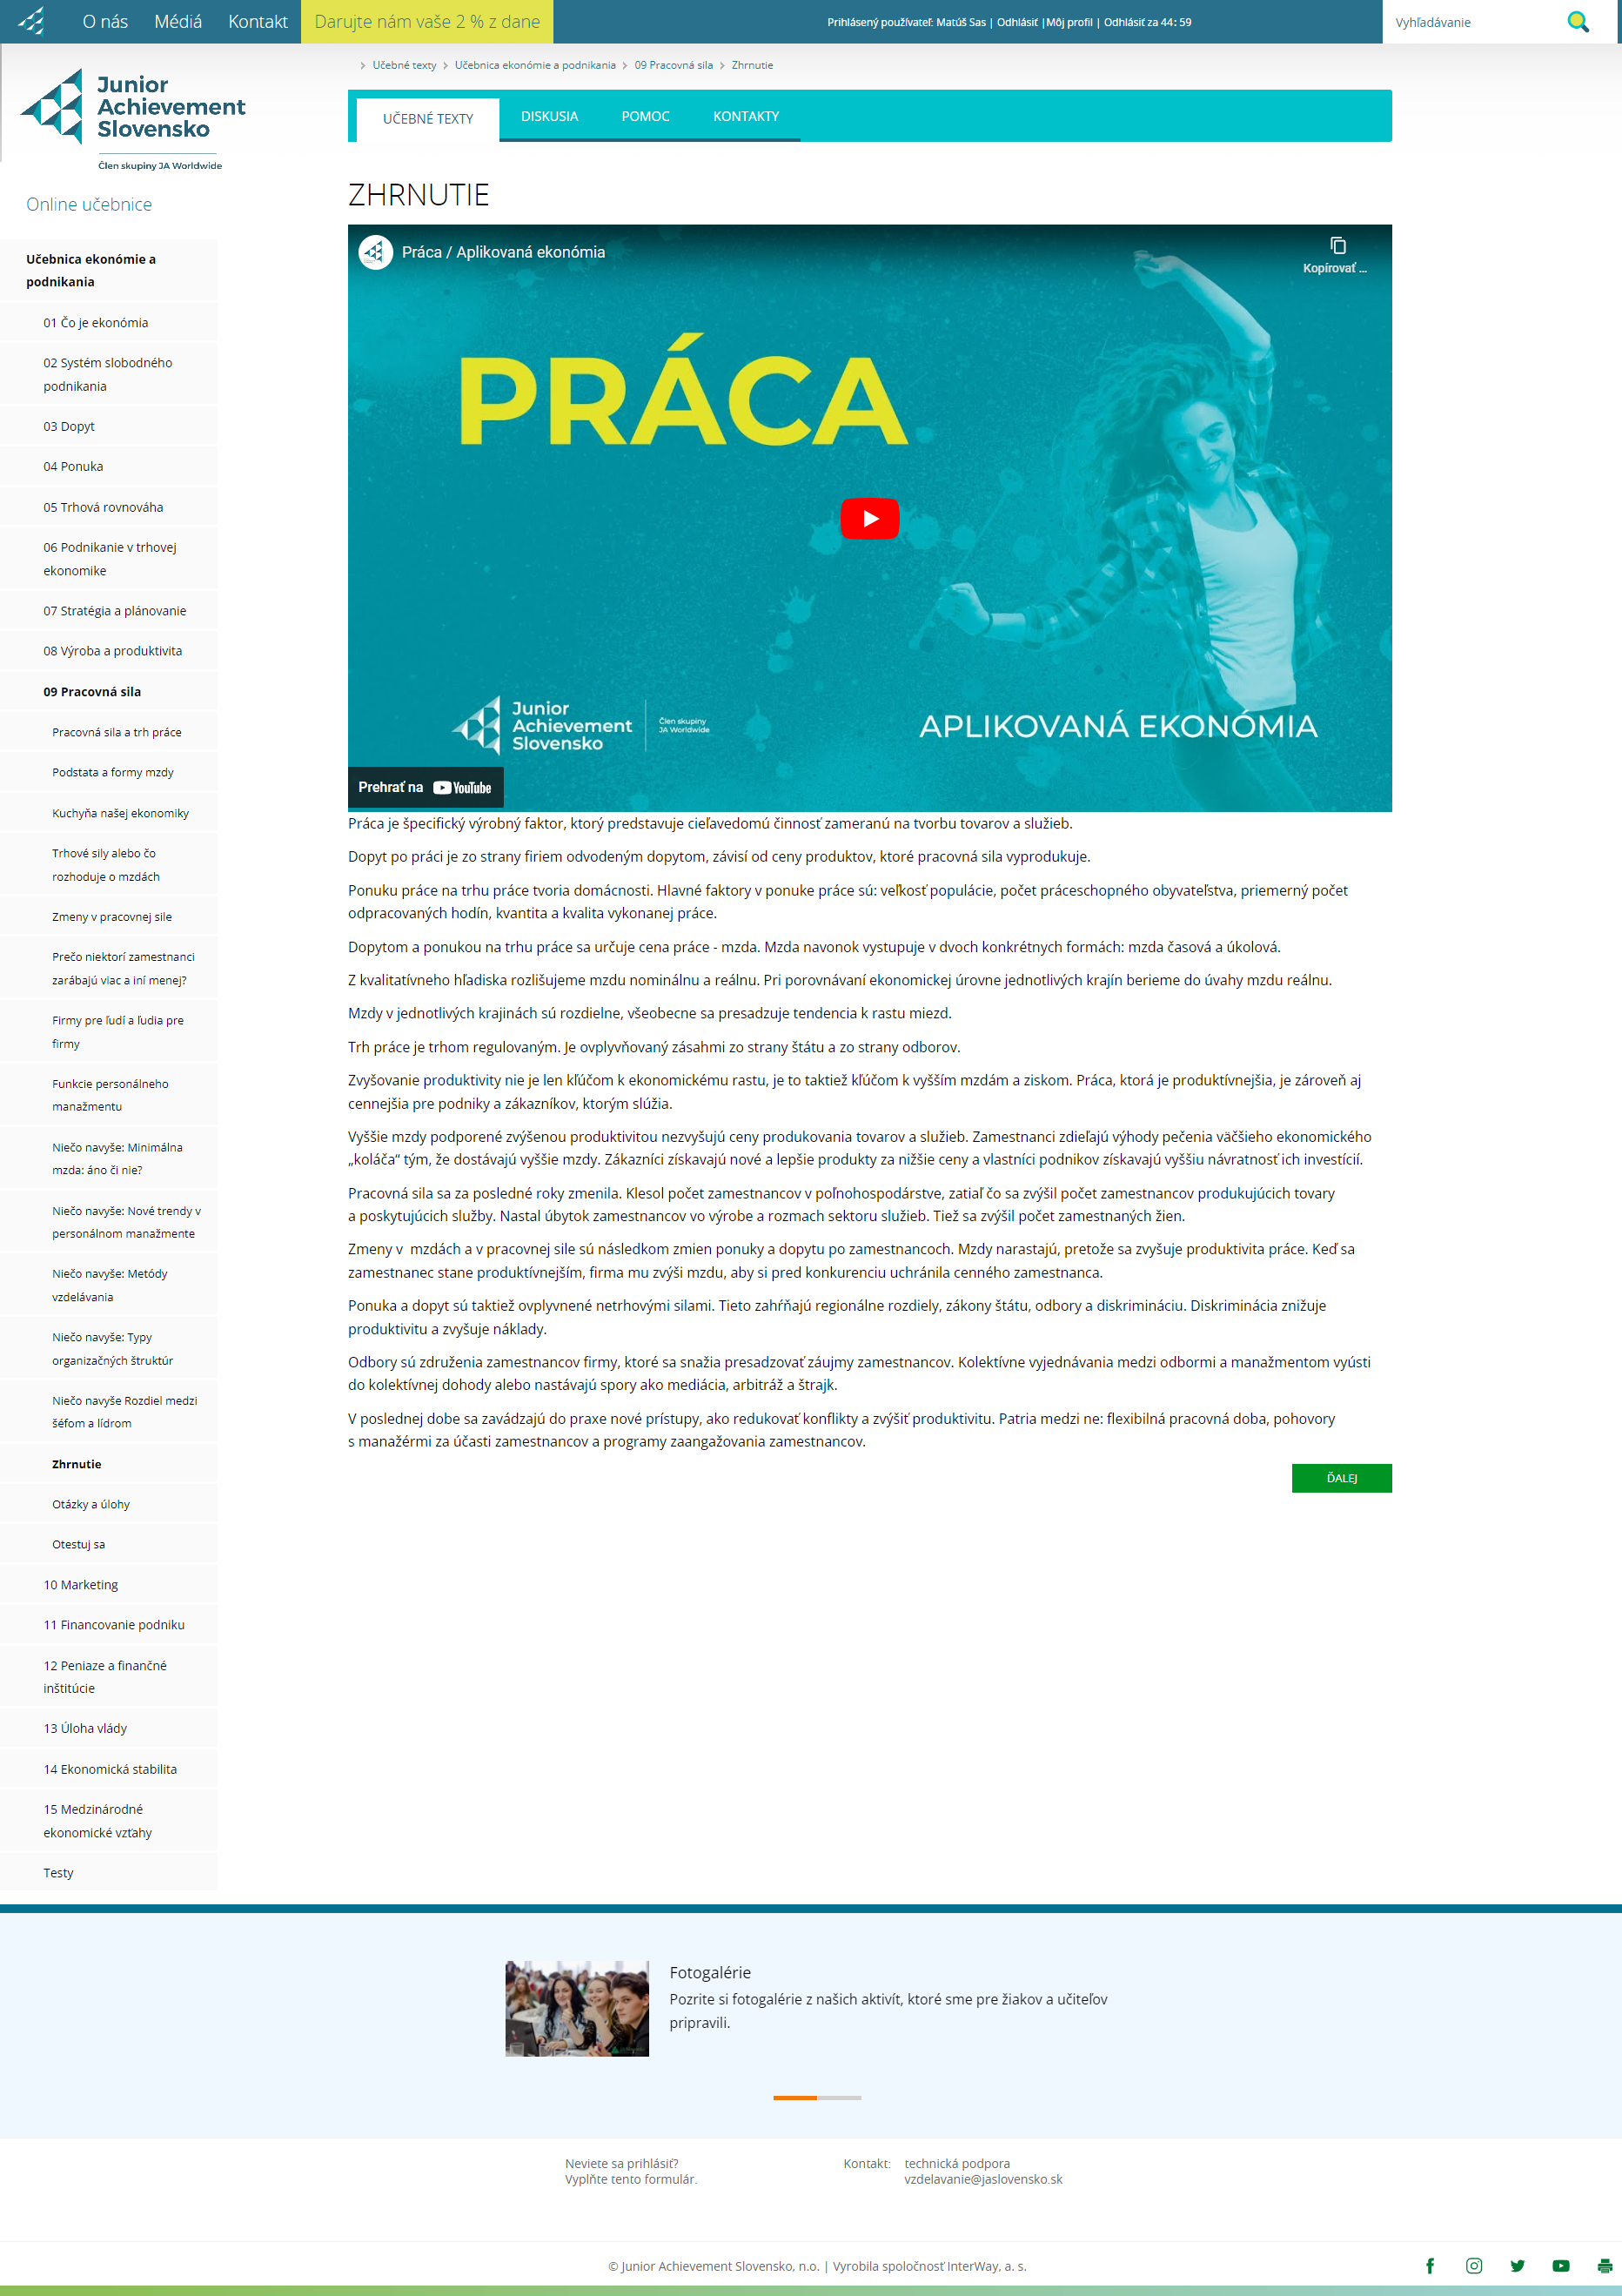 O nás Médiá Kontakt Darujte nám vaše 2 % z dane Prihlásený používateľ: Matúš Sas | Odhlásiť |Môj profil | Odhlásiť za 44: 59 Vyhľadávanie
Učebné texty Učebnica ekonómie a podnikania 09 Pracovná sila Zhrnutie
Junior
Achievement
Slovensko
Člen skupiny JA Worldwide
UČEBNÉ TEXTY DISKUSIA POMOC KONTAKTY
Online učebnice
Učebnica ekonómie a
podnikania
01 Čo je ekonómia
02 Systém slobodného
podnikania
03 Dopyt
04 Ponuka
05 Trhová rovnováha
06 Podnikanie v trhovej
ekonomike
07 Stratégia a plánovanie
08 Výroba a produktivita
09 Pracovná sila
Pracovná sila a trh práce
Podstata a formy mzdy
Kuchyňa našej ekonomiky
Trhové sily alebo čo
rozhoduje o mzdách
Zmeny v pracovnej sile
Prečo niektorí zamestnanci
zarábajú viac a iní menej?
Firmy pre ľudí a ľudia pre
firmy
Funkcie personálneho
manažmentu
Niečo navyše: Minimálna
mzda: áno či nie?
Niečo navyše: Nové trendy v
personálnom manažmente
Niečo navyše: Metódy
vzdelávania
Niečo navyše: Typy
organizačných štruktúr
Niečo navyše Rozdiel medzi
šéfom a lídrom
Zhrnutie
Otázky a úlohy
Otestuj sa
10 Marketing
11 Financovanie podniku
12 Peniaze a finančné
inštitúcie
13 Úloha vlády
14 Ekonomická stabilita
15 Medzinárodné
ekonomické vzťahy
Testy
ZHRNUTIE
Práca / Aplikovaná ekonómia
Kopírovať ...
PRÁCA
Junior
Achievement
Slovensko
Člen skupiny
JA Worldwide
APLIKOVANÁ EKONÓMIA
Prehrať na YouTube
Práca je špecifický výrobný faktor, ktorý predstavuje cieľavedomú činnosť zameranú na tvorbu tovarov a služieb.
Dopyt po práci je zo strany firiem odvodeným dopytom, závisí od ceny produktov, ktoré pracovná sila vyprodukuje.
Ponuku práce na trhu práce tvoria domácnosti. Hlavné faktory v ponuke práce sú: veľkosť populácie, počet práceschopného obyvateľstva, priemerný počet
odpracovaných hodín, kvantita a kvalita vykonanej práce.
Dopytom a ponukou na trhu práce sa určuje cena práce - mzda. Mzda navonok vystupuje v dvoch konkrétnych formách: mzda časová a úkolová.
Z kvalitatívneho hľadiska rozlišujeme mzdu nominálnu a reálnu. Pri porovnávaní ekonomickej úrovne jednotlivých krajín berieme do úvahy mzdu reálnu.
Mzdy v jednotlivých krajinách sú rozdielne, všeobecne sa presadzuje tendencia k rastu miezd.
Trh práce je trhom regulovaným. Je ovplyvňovaný zásahmi zo strany štátu a zo strany odborov.
Zvyšovanie produktivity nie je len kľúčom k ekonomickému rastu, je to taktiež kľúčom k vyšším mzdám a ziskom. Práca, ktorá je produktívnejšia, je zároveň aj
cennejšia pre podniky a zákazníkov, ktorým slúžia.
Vyššie mzdy podporené zvýšenou produktivitou nezvyšujú ceny produkovania tovarov a služieb. Zamestnanci zdieľajú výhody pečenia väčšieho ekonomického
„koláča“ tým, že dostávajú vyššie mzdy. Zákazníci získavajú nové a lepšie produkty za nižšie ceny a vlastníci podnikov získavajú vyššiu návratnosť ich investícií.
Pracovná sila sa za posledné roky zmenila. Klesol počet zamestnancov v poľnohospodárstve, zatiaľ čo sa zvýšil počet zamestnancov produkujúcich tovary
a poskytujúcich služby. Nastal úbytok zamestnancov vo výrobe a rozmach sektoru služieb. Tiež sa zvýšil počet zamestnaných žien.
Zmeny v  mzdách a v pracovnej sile sú následkom zmien ponuky a dopytu po zamestnancoch. Mzdy narastajú, pretože sa zvyšuje produktivita práce. Keď sa
zamestnanec stane produktívnejším, firma mu zvýši mzdu, aby si pred konkurenciu uchránila cenného zamestnanca.
Ponuka a dopyt sú taktiež ovplyvnené netrhovými silami. Tieto zahŕňajú regionálne rozdiely, zákony štátu, odbory a diskrimináciu. Diskriminácia znižuje
produktivitu a zvyšuje náklady.
Odbory sú združenia zamestnancov firmy, ktoré sa snažia presadzovať záujmy zamestnancov. Kolektívne vyjednávania medzi odbormi a manažmentom vyústi
do kolektívnej dohody alebo nastávajú spory ako mediácia, arbitráž a štrajk.
V poslednej dobe sa zavádzajú do praxe nové prístupy, ako redukovať konflikty a zvýšiť produktivitu. Patria medzi ne: flexibilná pracovná doba, pohovory
s manažérmi za účasti zamestnancov a programy zaangažovania zamestnancov.
ĎALEJ
Fotogalérie
Pozrite si fotogalérie z našich aktivít, ktoré sme pre žiakov a učiteľov
pripravili.
Neviete sa prihlásiť?
Vyplňte tento formulár.
Kontakt: technická podpora
vzdelavanie@jaslovensko.sk
© Junior Achievement Slovensko, n.o. | Vyrobila spoločnosť InterWay, a. s.